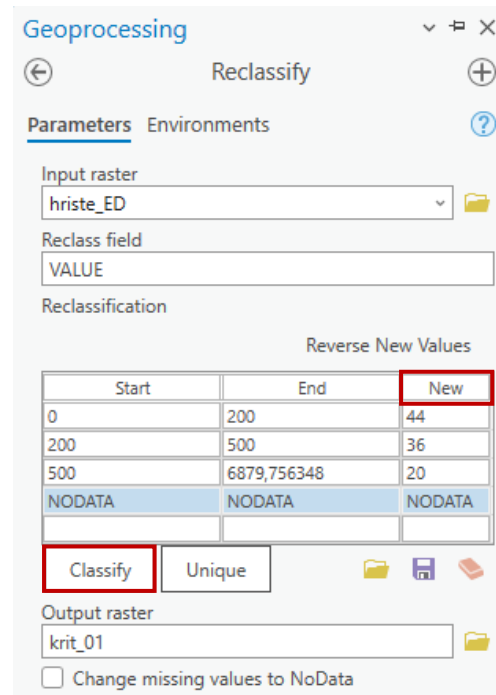 Geoprocessing
Reclassify
Parameters Environments
Input raster
hriste_ED
Reclass field
VALUE
Reclassification
Reverse New Values
Start End New
0 200 44
200 500 36
500 6879,756348 20
NODATA NODATA NODATA
Classify Unique
Output raster
krit_01
Change missing values to NoData